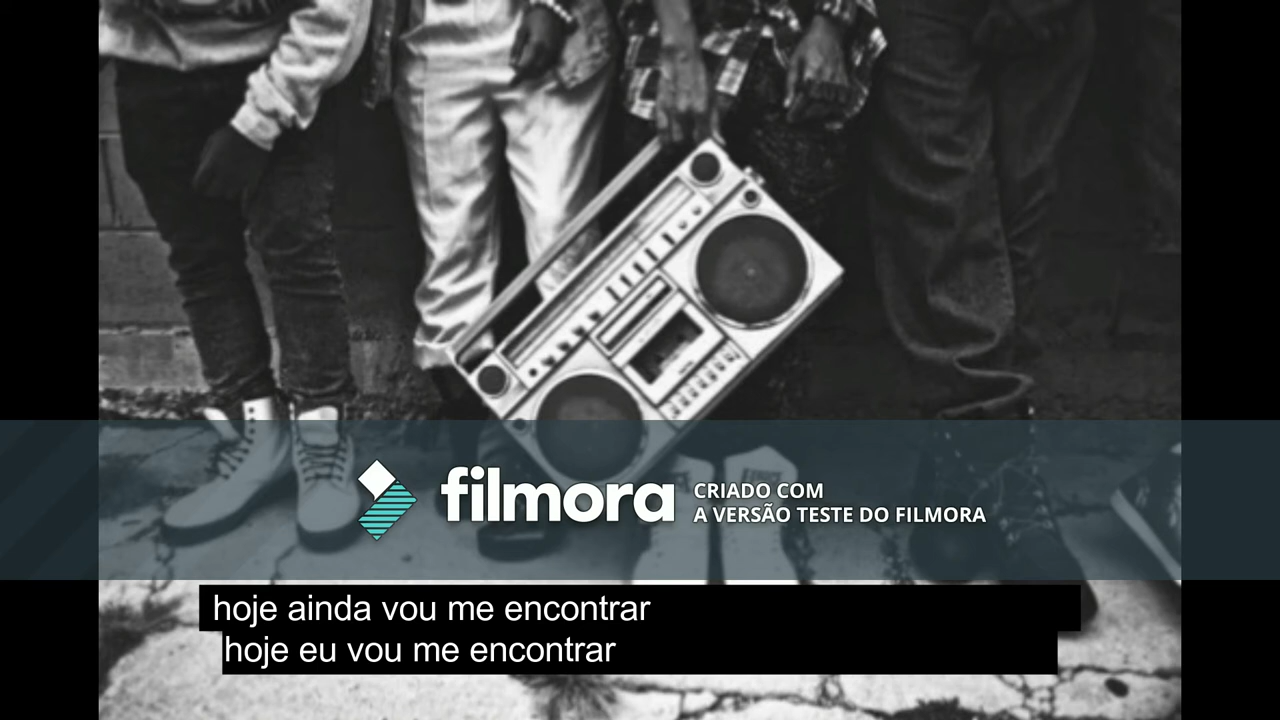 filmora
CRIADO COM
A VERSÃO TESTE DO FILMORA
hoje ainda vou me encontrar
hoje eu vou me encontrar